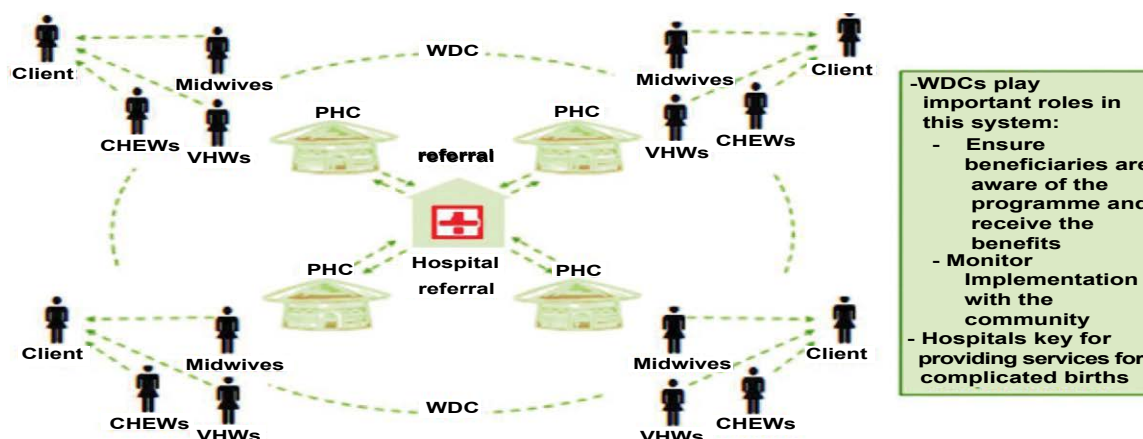 WDC
Client
Midwives
CHEWs
VHWs
PHC
PHC
Midwives
Client
VHWs
CHEWs
referral
Hospital
referral
PHC
PHC
Client
Midwives
CHEWs
VHWs
WDC
Midwives
Client
VHWs
CHEWs
-WDCs play
important roles in
this system:
- Ensure
beneficiaries are
aware of the
programme and
receive the
benefits
- Monitor
Implementation
with the
community
- Hospitals key for
providing services for
complicated births